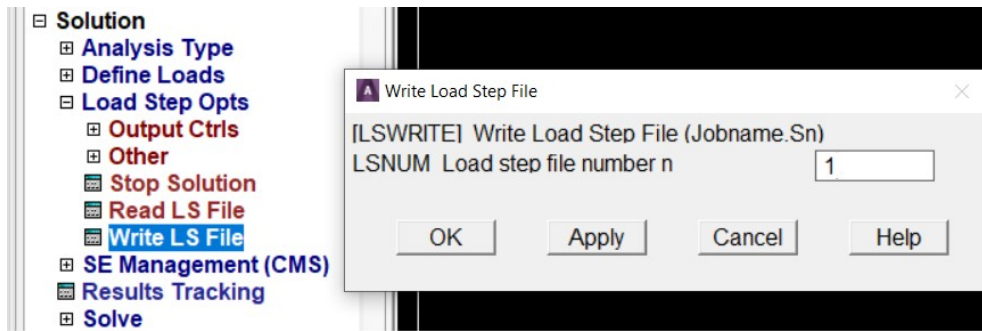 Solution
Analysis Type
Define Loads
Load Step Opts
Output Ctrls
Other
Stop Solution
Read LS File
Write LS File
SE Management (CMS)
Results Tracking
Solve
A Write Load Step File
[LSWRITE] Write Load Step File (Jobname.Sn)
LSNUM Load step file number n 1
OK Apply Cancel Help